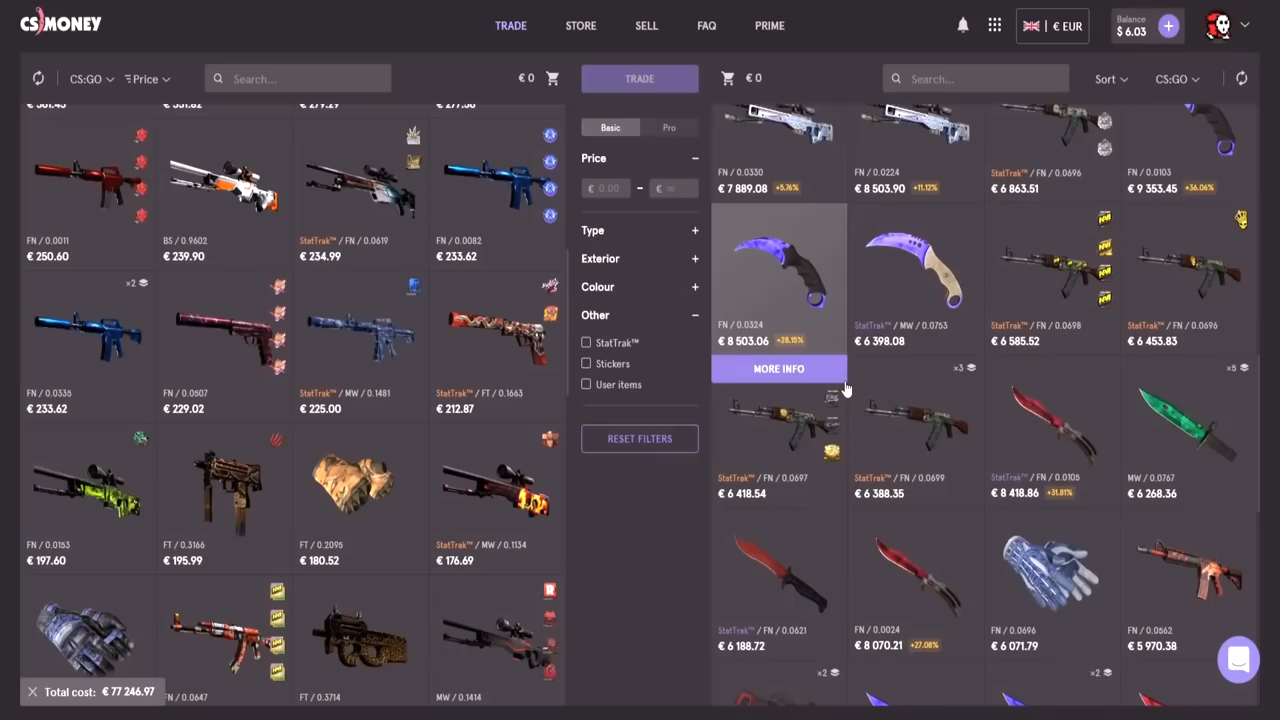 CS MONEY
TRADE
STORE
SELL
FAQ
PRIME
€ EUR
Balance
$ 6.03
CS:GO
Price
Search...
€ 0
TRADE
€ 0
Search...
Sort
CS:GO
Basic
Pro
Price
€ 0.00
–
€ ∞
Type
Exterior
Colour
Other
StatTrak™
Stickers
User items
RESET FILTERS
FN / 0.0011
€ 250.60
BS / 0.9602
€ 239.90
StatTrak™ / FN / 0.0619
€ 234.99
FN / 0.0082
€ 233.62
×2
FN / 0.0335
€ 233.62
FN / 0.0507
€ 229.02
StatTrak™ / MW / 0.1481
€ 225.00
StatTrak™ / FT / 0.1663
€ 212.87
FN / 0.0153
€ 197.60
FT / 0.3166
€ 195.99
FT / 0.2095
€ 180.52
StatTrak™ / MW / 0.1134
€ 176.69
Total cost: € 77 246.97
FN / 0.0647
FT / 0.3714
MW / 0.1414
FN / 0.0330
€ 7 889.08 +5.76%
FN / 0.0224
€ 8 503.90 +11.12%
StatTrak™ / FN / 0.0696
€ 6 863.51
FN / 0.0103
€ 9 353.45 +36.06%
FN / 0.0324
€ 8 503.06 +28.15%
MORE INFO
StatTrak™ / MW / 0.0753
€ 6 398.08
StatTrak™ / FN / 0.0698
€ 6 585.52
StatTrak™ / FN / 0.0696
€ 6 453.83
StatTrak™ / FN / 0.0697
€ 6 418.54
×3
StatTrak™ / FN / 0.0699
€ 6 388.35
StatTrak™ / FN / 0.0105
€ 8 418.86 +31.81%
×5
MW / 0.0767
€ 6 268.36
StatTrak™ / FN / 0.0621
€ 6 188.72
FN / 0.0024
€ 8 070.21 +27.08%
FN / 0.0696
€ 6 071.79
FN / 0.0562
€ 5 970.38
×2
×2